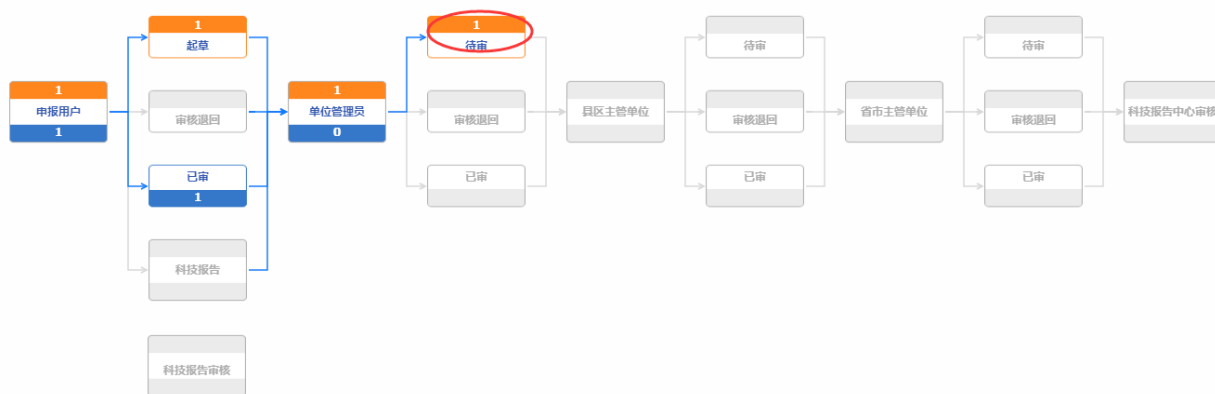 1
申报用户
1
1
起草
审核退回
已审
1
科技报告
科技报告审核
1
单位管理员
0
1
待审
审核退回
已审
县区主管单位
待审
审核退回
已审
省市主管单位
待审
审核退回
已审
科技报告中心审核